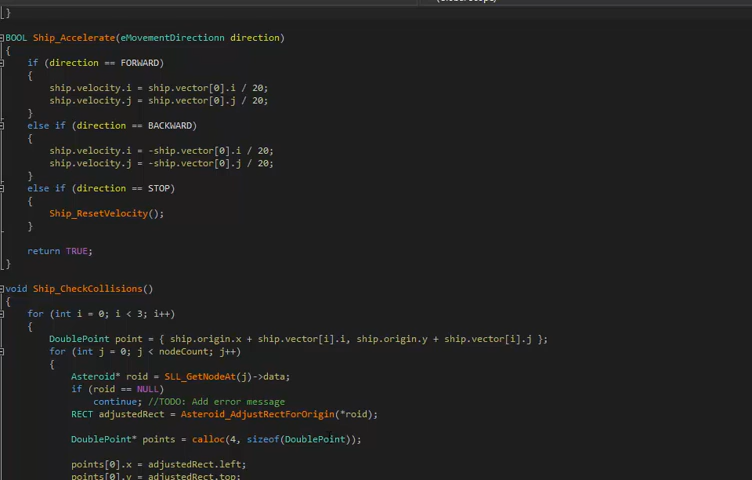 }
BOOL Ship_Accelerate(eMovementDirectionn direction)
{
if (direction == FORWARD)
{
ship.velocity.i = ship.vector[0].i / 20;
ship.velocity.j = ship.vector[0].j / 20;
}
else if (direction == BACKWARD)
{
ship.velocity.i = -ship.vector[0].i / 20;
ship.velocity.j = -ship.vector[0].j / 20;
}
else if (direction == STOP)
{
Ship_ResetVelocity();
}
return TRUE;
}
void Ship_CheckCollisions()
{
for (int i = 0; i < 3; i++)
{
DoublePoint point = { ship.origin.x + ship.vector[i].i, ship.origin.y + ship.vector[i].j };
for (int j = 0; j < nodeCount; j++)
{
Asteroid* roid = SLL_GetNodeAt(j)->data;
if (roid == NULL)
continue; //TODO: Add error message
RECT adjustedRect = Asteroid_AdjustRectForOrigin(*roid);
DoublePoint* points = calloc(4, sizeof(DoublePoint));
points[0].x = adjustedRect.left;
points[0].y = adjustedRect.top;